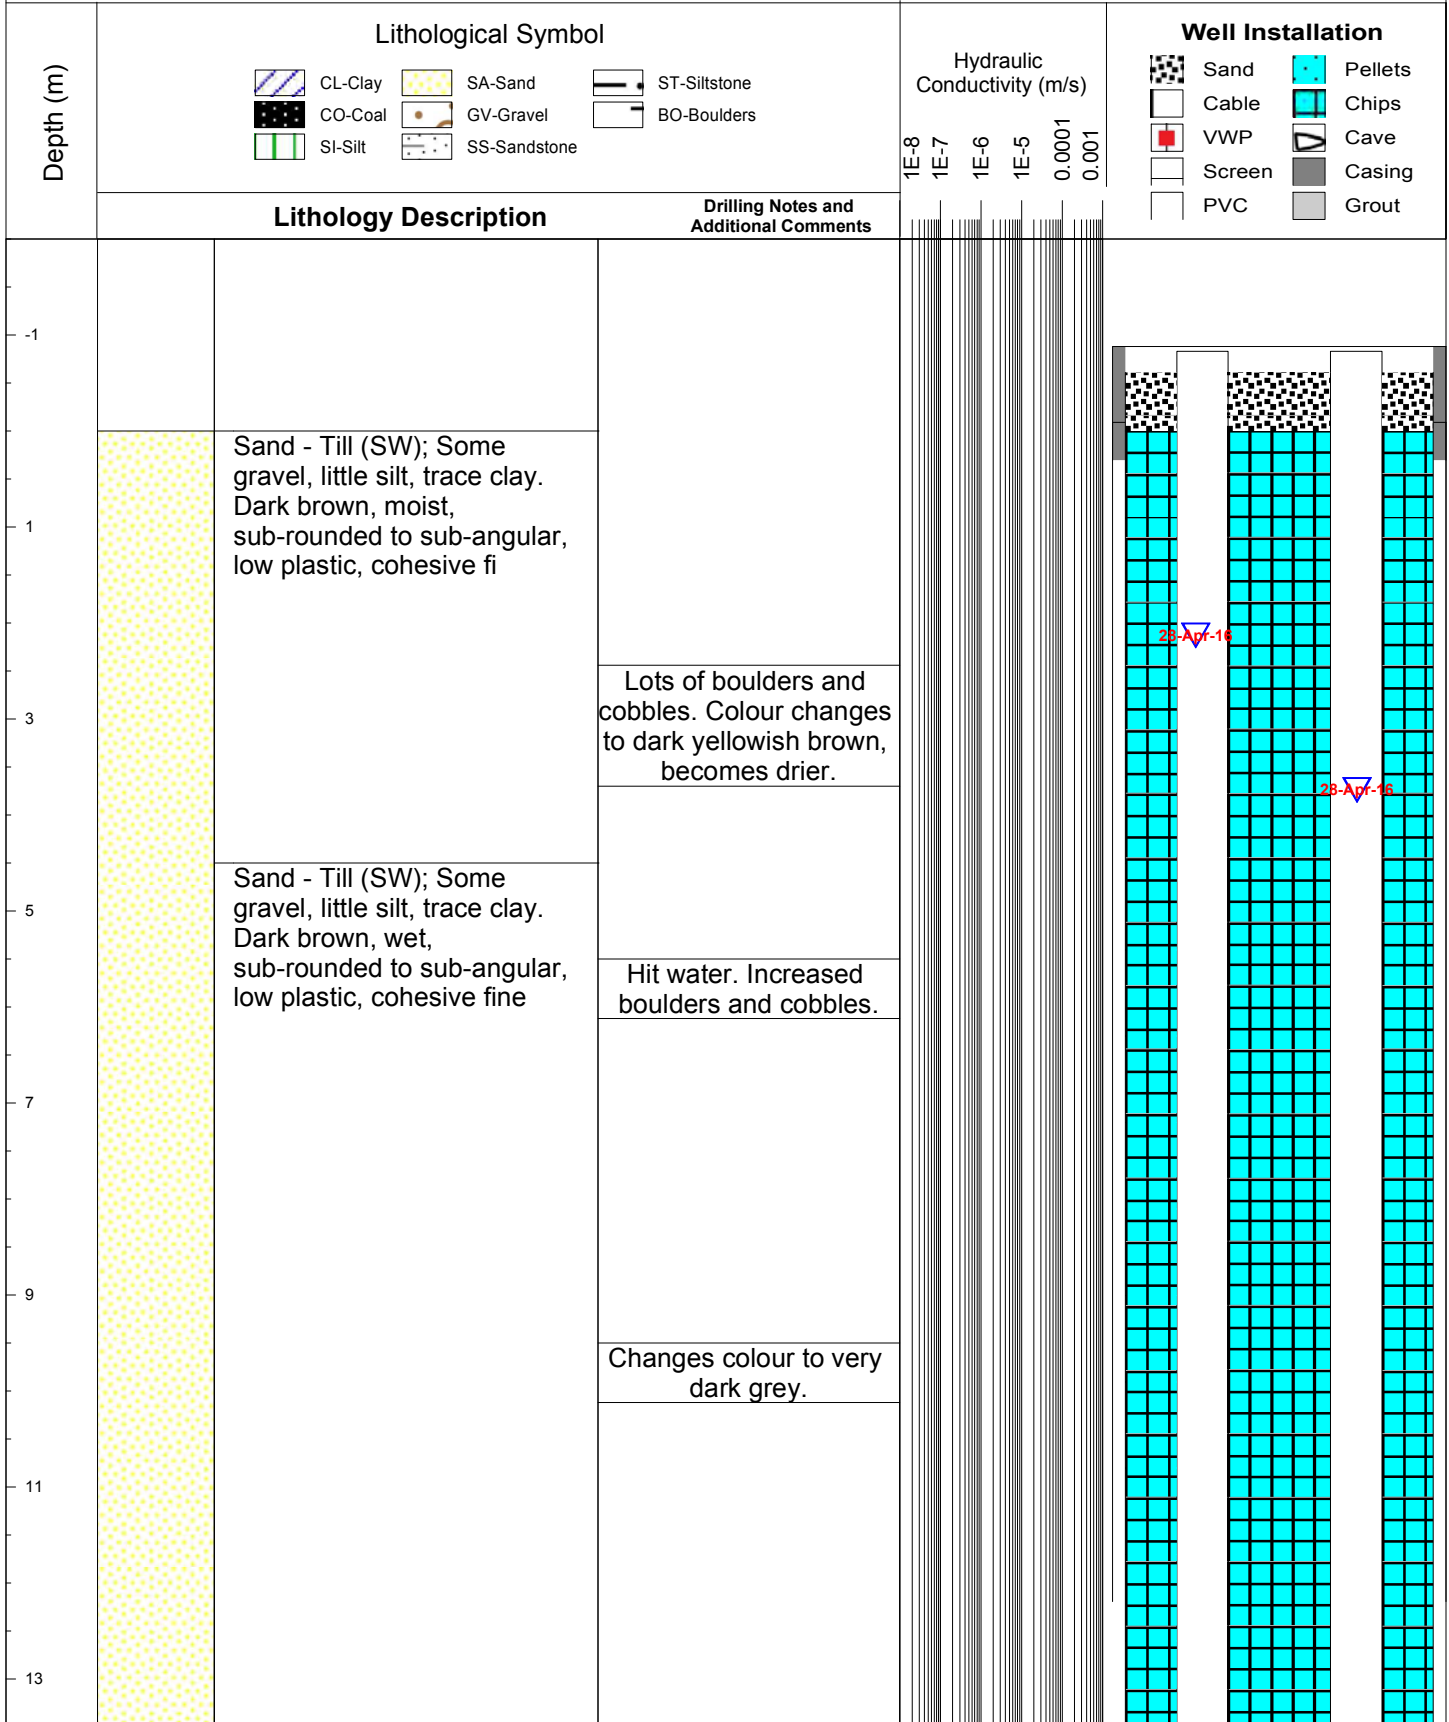 Depth (m)
Lithological Symbol
CL-Clay
SA-Sand
ST-Siltstone
CO-Coal
GV-Gravel
BO-Boulders
SI-Silt
SS-Sandstone
Hydraulic
Conductivity (m/s)
1E-8
1E-7
1E-6
1E-5
0.0001
0.001
Well Installation
Sand
Pellets
Cable
Chips
VWP
Cave
Screen
Casing
PVC
Grout
Lithology Description
Drilling Notes and
Additional Comments
-1
1
3
5
7
9
11
13
Sand - Till (SW); Some
gravel, little silt, trace clay.
Dark brown, moist,
sub-rounded to sub-angular,
low plastic, cohesive fi
Sand - Till (SW); Some
gravel, little silt, trace clay.
Dark brown, wet,
sub-rounded to sub-angular,
low plastic, cohesive fine
Lots of boulders and
cobbles. Colour changes
to dark yellowish brown,
becomes drier.
Hit water. Increased
boulders and cobbles.
Changes colour to very
dark grey.
28-Apr-16
28-Apr-16